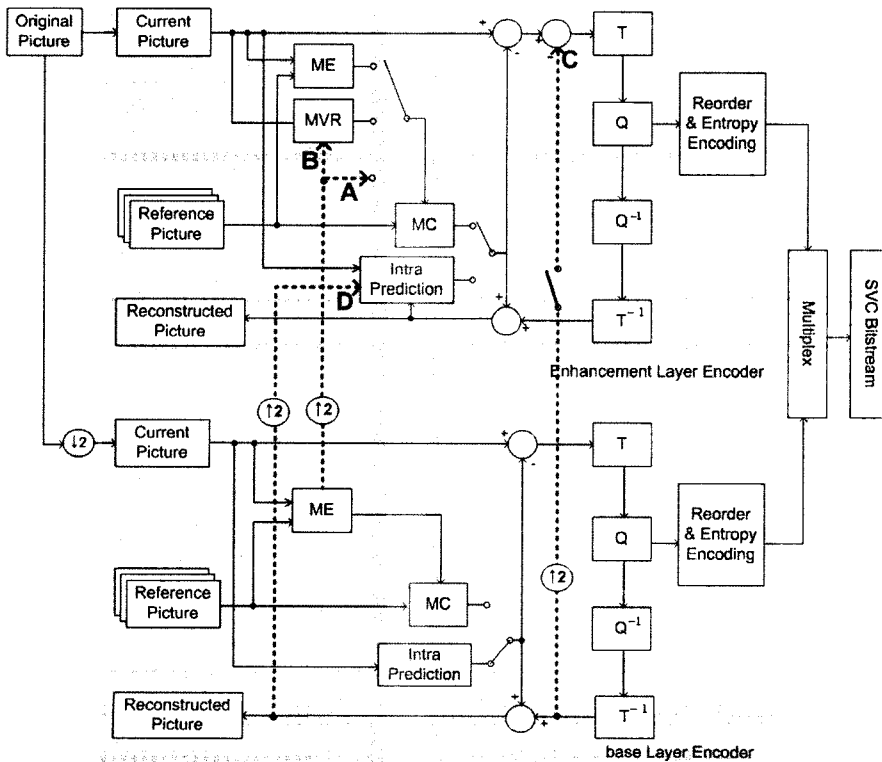 Original
Picture
Current
Picture
ME
MVR
B
A
Reference
Picture
MC
Intra
Prediction
D
Reconstructed
Picture
+
-
+
+
-
C
T
Q
Q⁻¹
T⁻¹
+
+
Reorder
& Entropy
Encoding
Multiplex
SVC Bitstream
Enhancement Layer Encoder
↑2
↑2
↓2
Current
Picture
ME
Reference
Picture
MC
Intra
Prediction
Reconstructed
Picture
+
-
↑2
+
+
T
Q
Q⁻¹
T⁻¹
Reorder
& Entropy
Encoding
base Layer Encoder